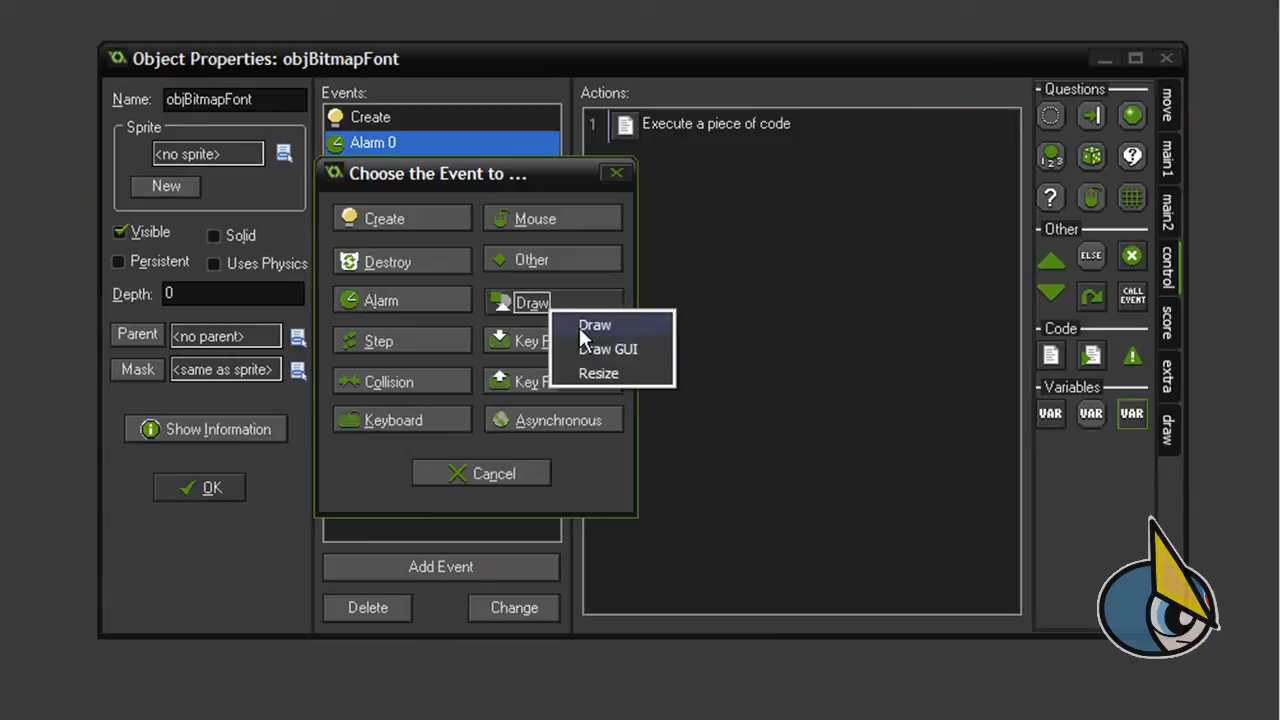 Object Properties: objBitmapFont
Name: objBitmapFont
Sprite
<no sprite>
New
Visible
Solid
Persistent
Uses Physics
Depth: 0
Parent <no parent>
Mask <same as sprite>
Show Information
OK
Events:
Create
Alarm 0
Add Event
Delete
Change
Choose the Event to ...
Create
Mouse
Destroy
Other
Alarm
Draw
Step
Key
Collision
Key
Keyboard
Asynchronous
Cancel
Draw
Draw GUI
Resize
Actions:
1 Execute a piece of code
Questions
1 2 3
?
?
Other
ELSE
CALL
EVENT
Code
Variables
VAR
VAR
VAR
move
main1
main2
control
score
extra
draw